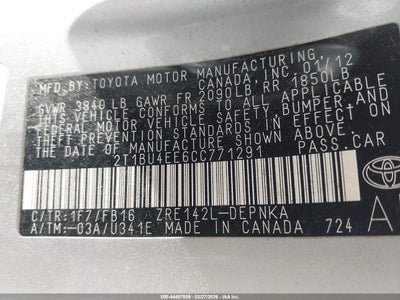 MFD. BY: TOYOTA MOTOR MANUFACTURING,
CANADA, INC. 01/12
GVWR 3840 LB GAWR FR 2090LB, RR 1850LB
THIS VEHICLE CONFORMS TO ALL APPLICABLE
FEDERAL MOTOR VEHICLE SAFETY, BUMPER AND
THEFT PREVENTION STANDARDS IN EFFECT ON
THE DATE OF MANUFACTURE SHOWN ABOVE.
2T1BU4EE6CC771291 PASS.CAR
C/TR:1F7/FB16 ZRE142L-DEPNKA
A/TM:-03A/U341E MADE IN CANADA 724
TOYOTA
A
000-44497559 - 02/27/2026 -